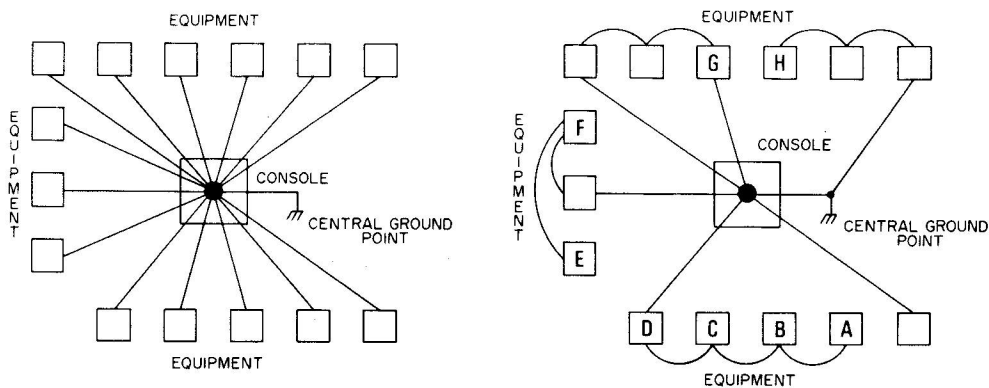 EQUIPMENT
EQUIPMENT
CONSOLE
CENTRAL GROUND
POINT
EQUIPMENT
EQUIPMENT
G
H
EQUIPMENT
F
E
CONSOLE
CENTRAL GROUND
POINT
D C B A
EQUIPMENT